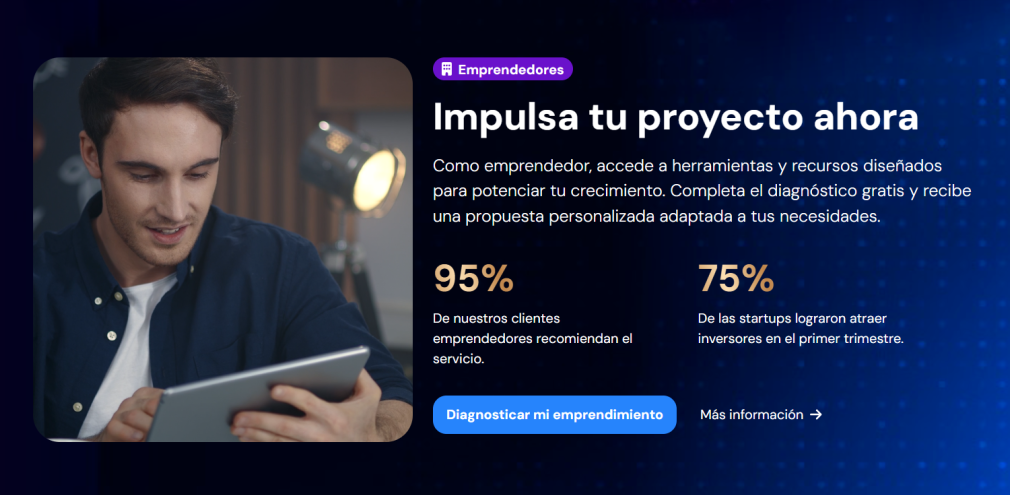 Emprendedores
Impulsa tu proyecto ahora
Como emprendedor, accede a herramientas y recursos diseñados
para potenciar tu crecimiento. Completa el diagnóstico gratis y recibe
una propuesta personalizada adaptada a tus necesidades.
95%
De nuestros clientes
emprendedores recomiendan el
servicio.
75%
De las startups lograron atraer
inversores en el primer trimestre.
Diagnosticar mi emprendimiento
Más información →